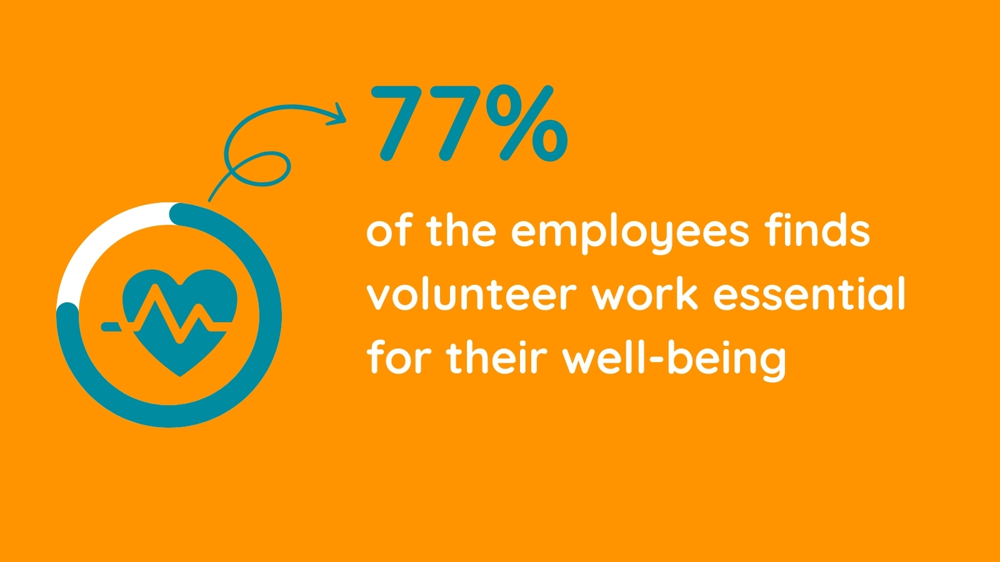 77%
of the employees finds
volunteer work essential
for their well-being